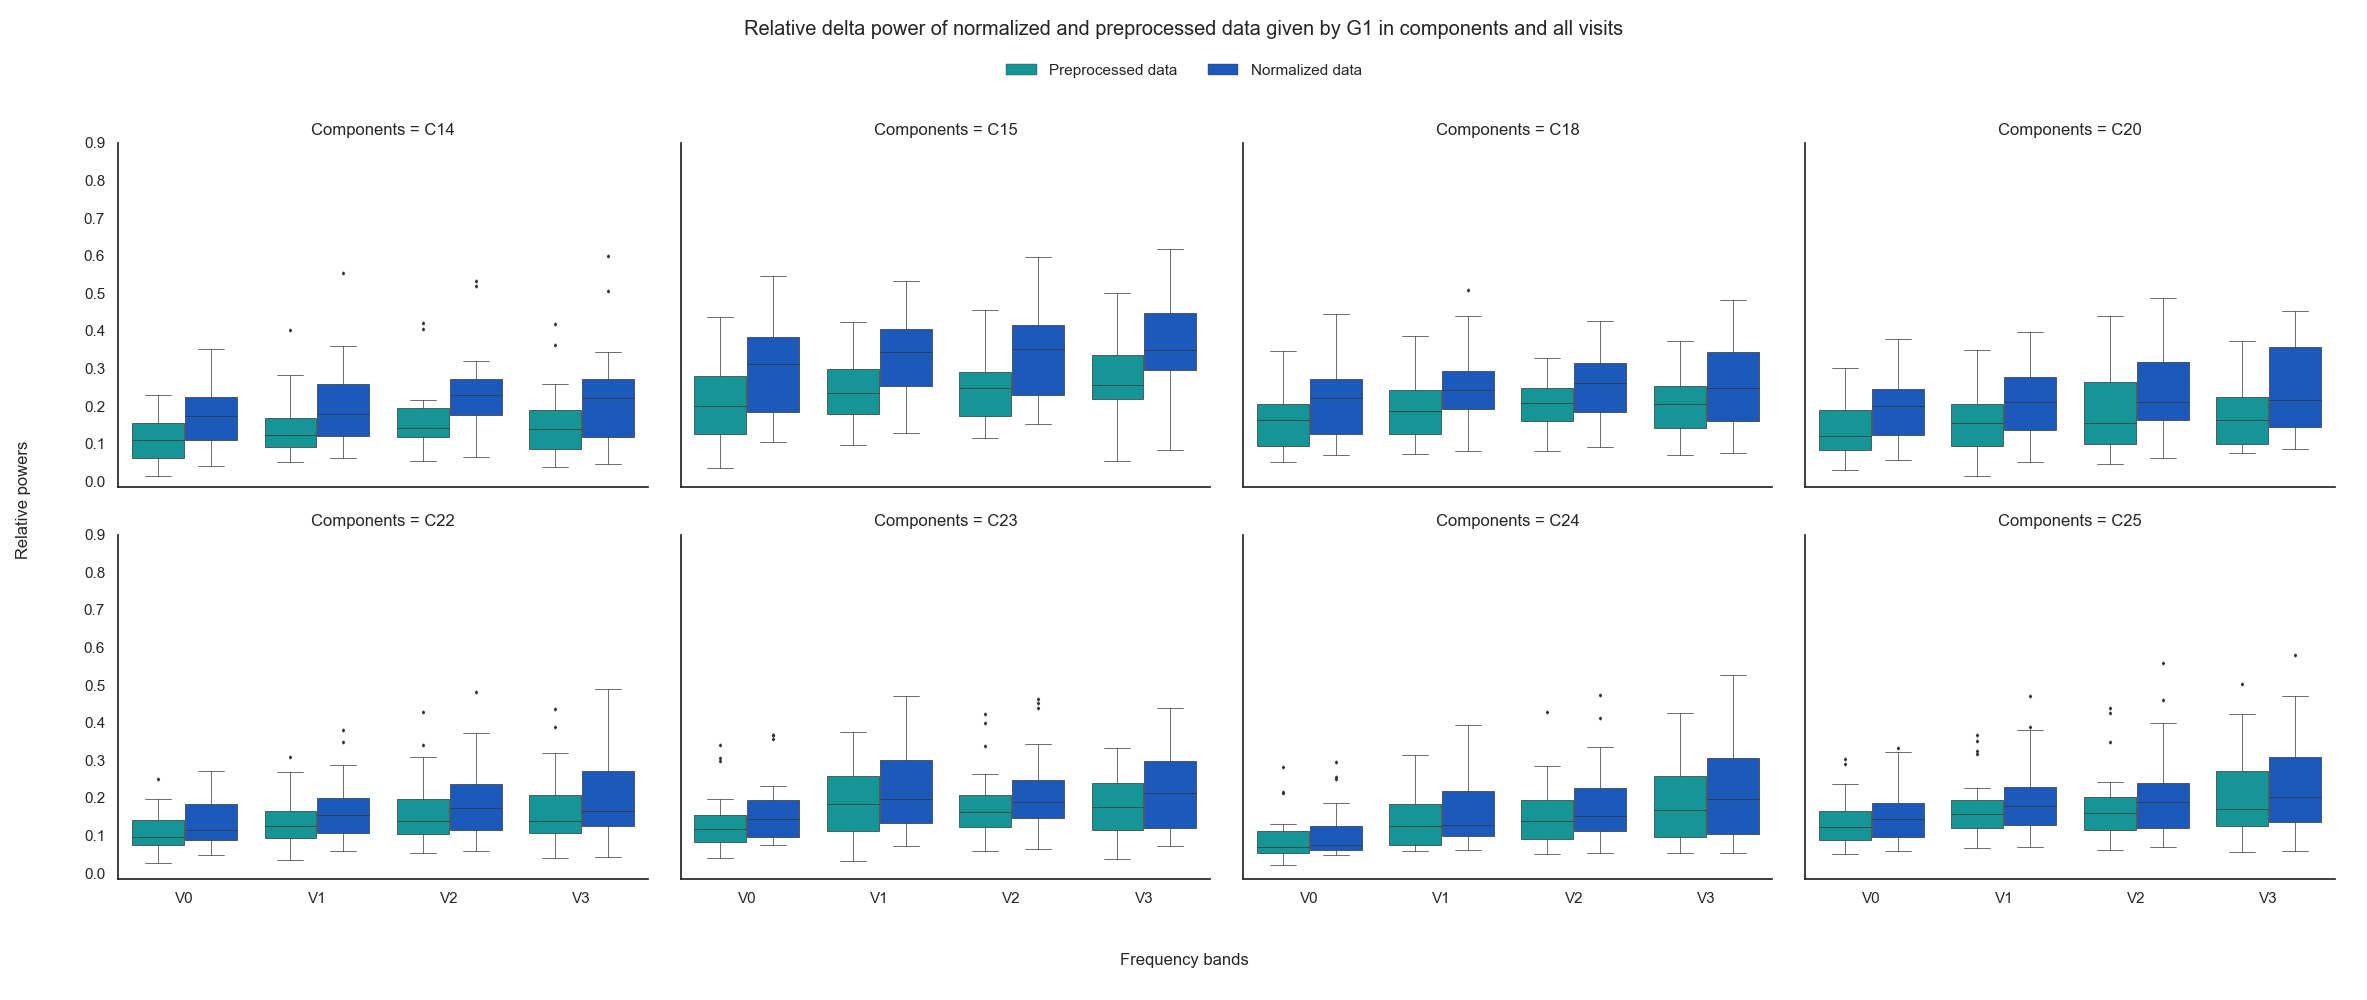 Relative delta power of normalized and preprocessed data given by G1 in components and all visits
Preprocessed data Normalized data
Components = C14 Components = C15 Components = C18 Components = C20
0.9
0.8
0.7
0.6
0.5
0.4
0.3
0.2
0.1
0.0
Relative powers
Components = C22 Components = C23 Components = C24 Components = C25
0.9
0.8
0.7
0.6
0.5
0.4
0.3
0.2
0.1
0.0
V0 V1 V2 V3 V0 V1 V2 V3 V0 V1 V2 V3 V0 V1 V2 V3
Frequency bands